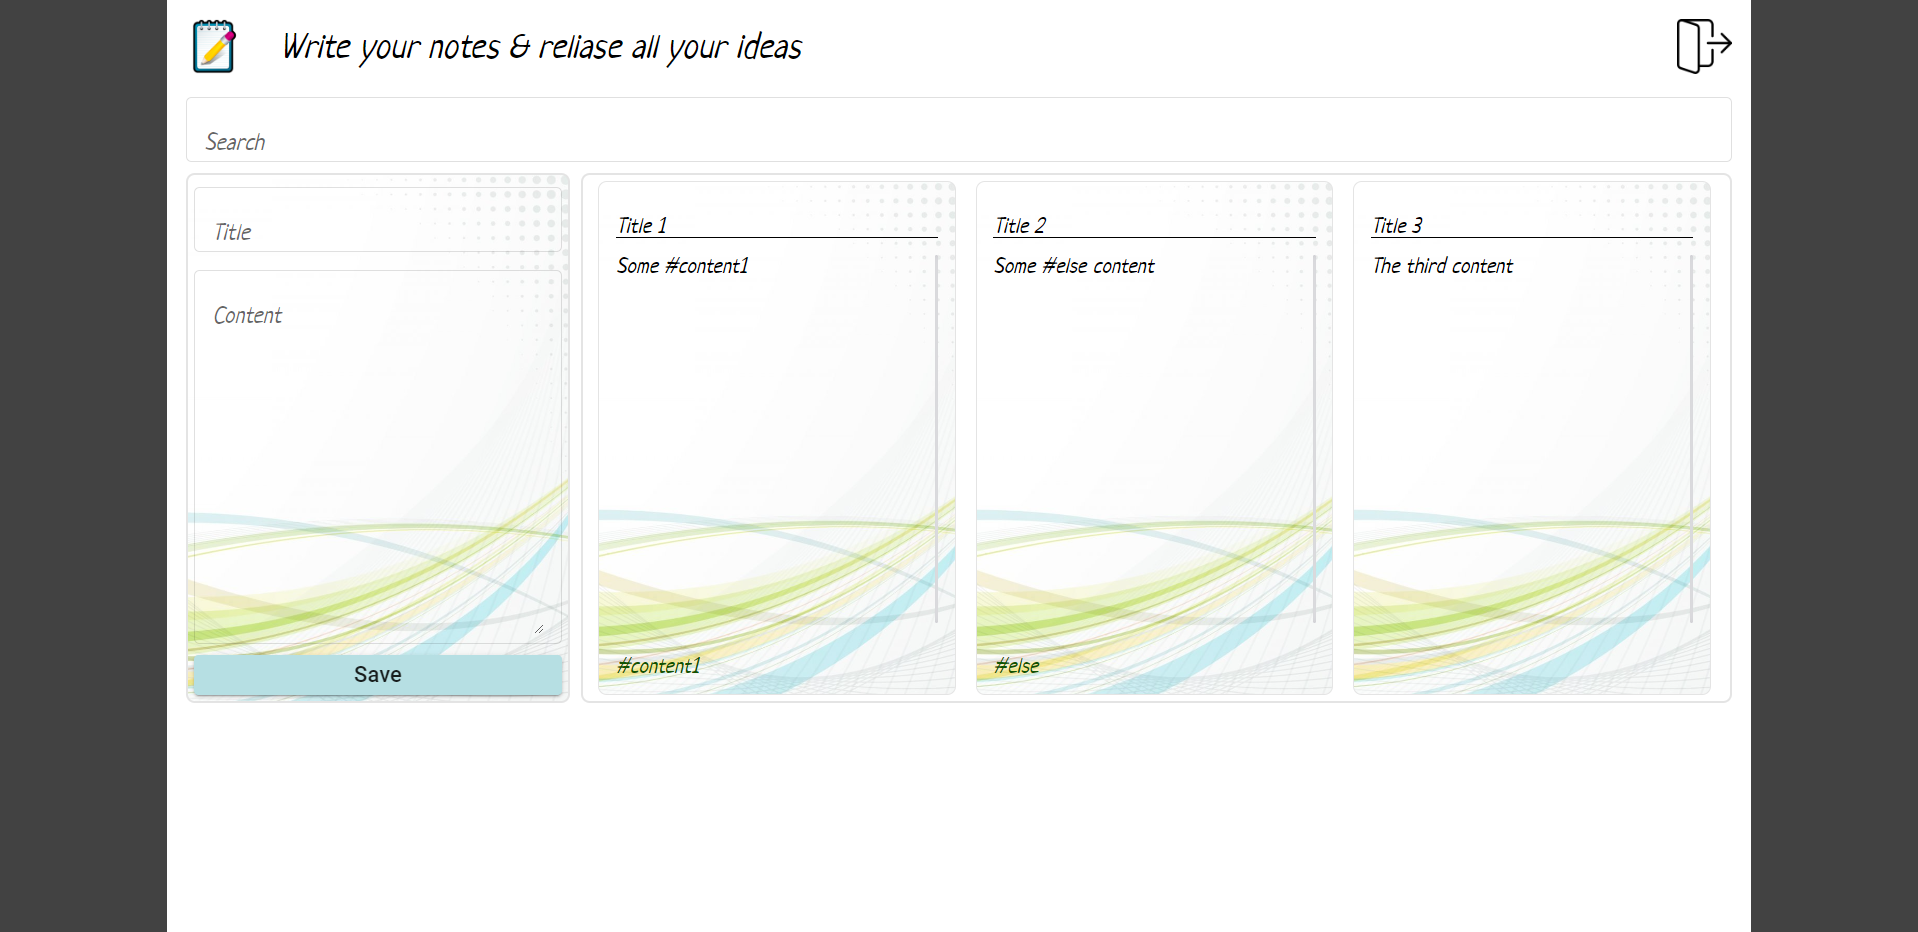 Write your notes & reliase all your ideas
Search
Title
Content
Save
Title 1
Some #content1
#content1
Title 2
Some #else content
#else
Title 3
The third content